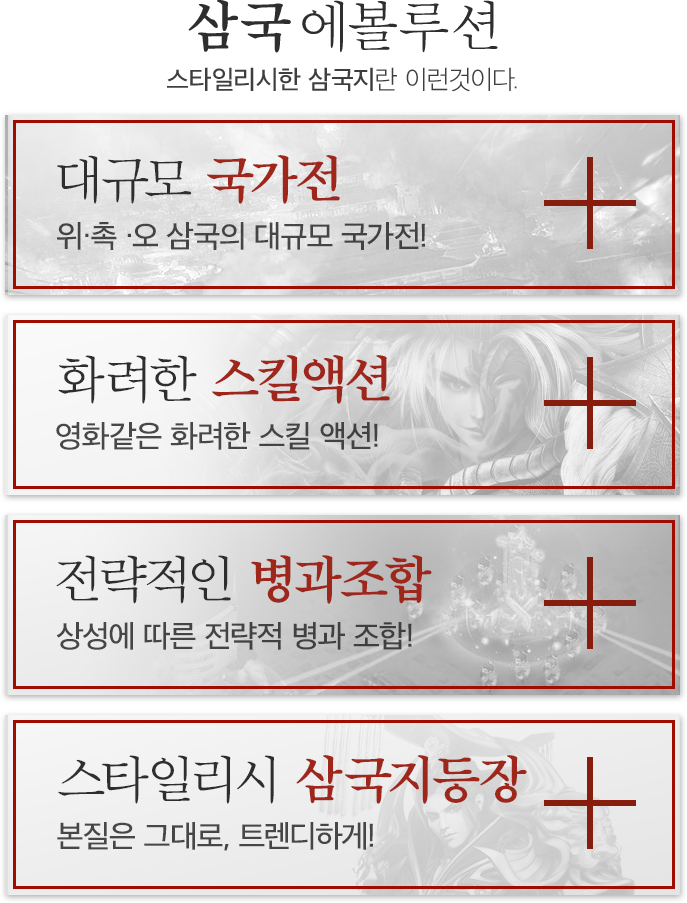 삼국 에볼루션
스타일리시한 삼국지란 이런것이다.
대규모 국가전
위·촉 ·오 삼국의 대규모 국가전!
화려한 스킬액션
영화같은 화려한 스킬 액션!
전략적인 병과조합
상성에 따른 전략적 병과 조합!
스타일리시 삼국지등장
본질은 그대로, 트렌디하게!